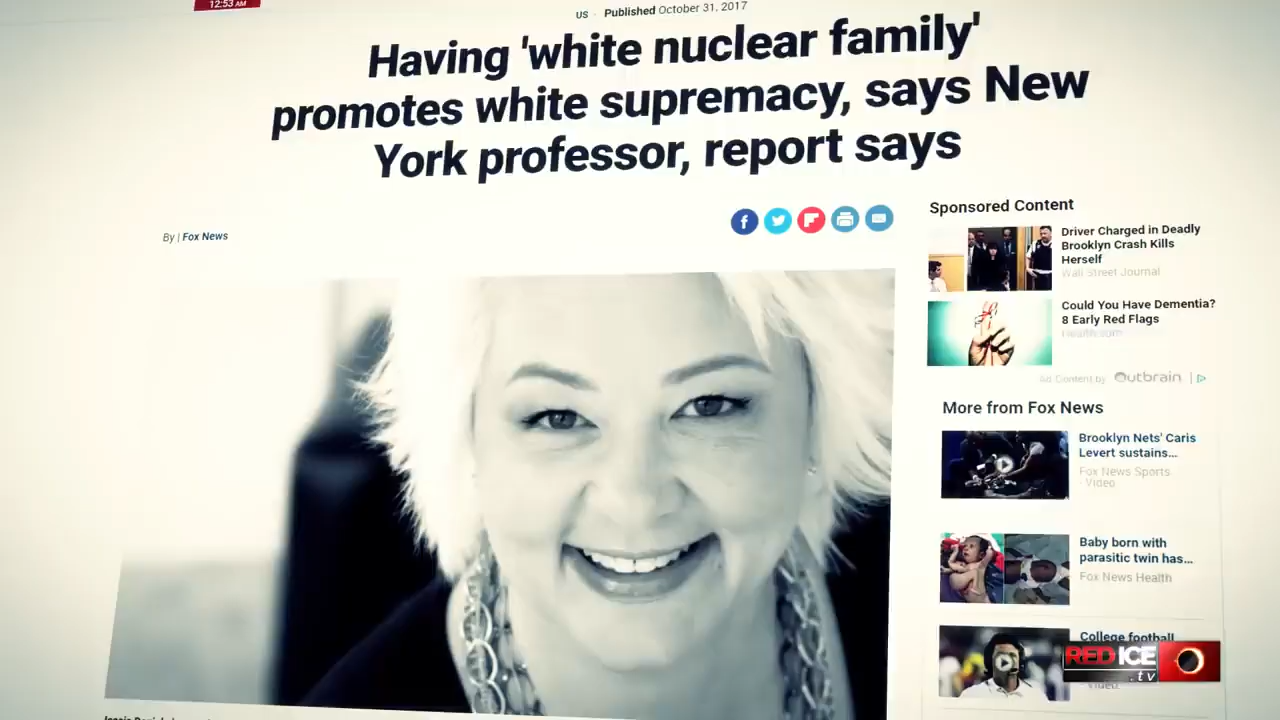 12:53 AM
US · Published October 31, 2017
Having 'white nuclear family'
promotes white supremacy, says New
York professor, report says
By | Fox News
Sponsored Content
Driver Charged in Deadly
Brooklyn Crash Kills
Herself
Wall Street Journal
Could You Have Dementia?
8 Early Red Flags
Health.com
Ad Content by Outbrain
More from Fox News
Brooklyn Nets' Caris
Levert sustains...
Fox News Sports
- Video
Baby born with
parasitic twin has...
Fox News Health
College football
Video
RED ICE
.tv